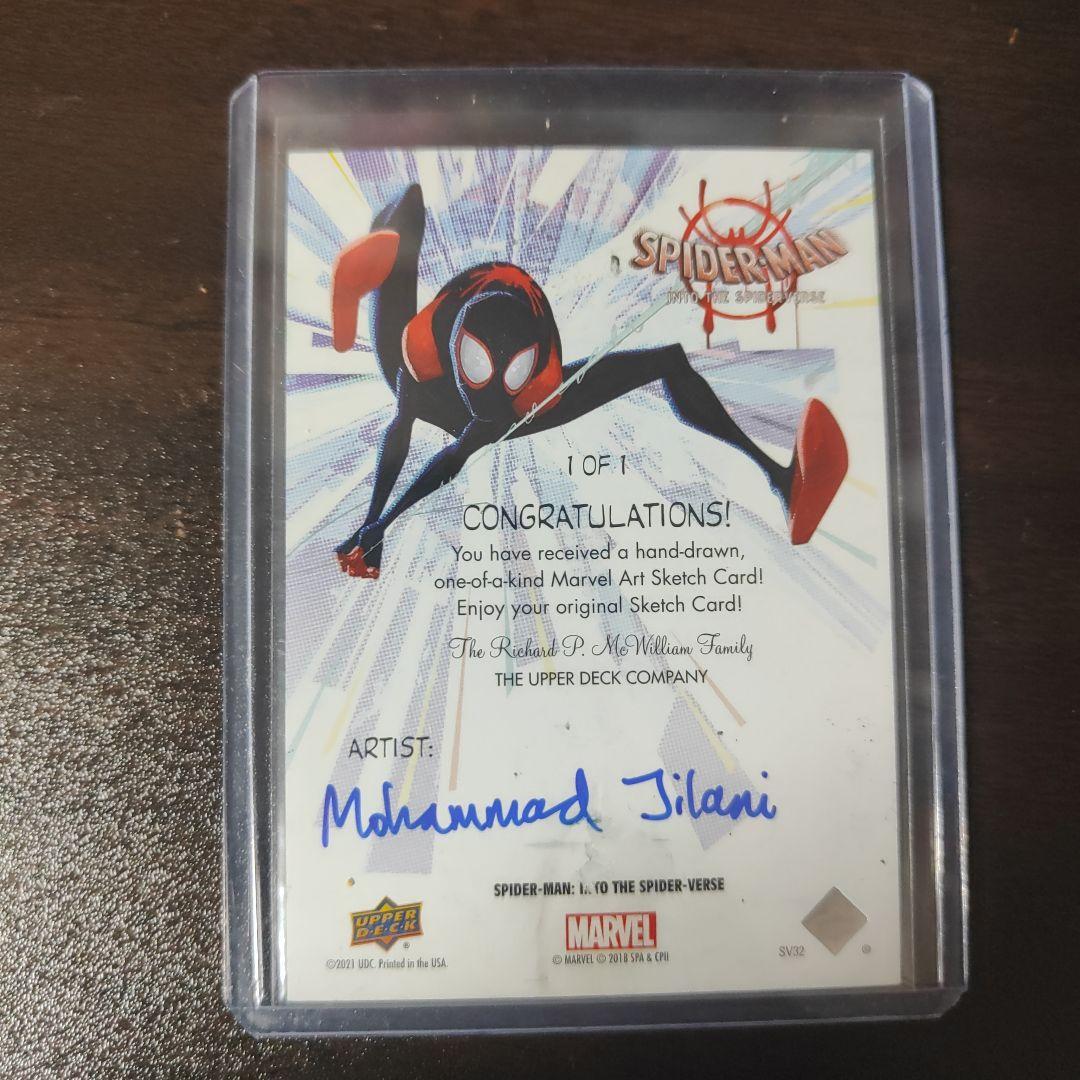 SPIDER-MAN
INTO THE SPIDER-VERSE
1 OF 1
CONGRATULATIONS!
You have received a hand-drawn,
one-of-a-kind Marvel Art Sketch Card!
Enjoy your original Sketch Card!
The Richard P. McWilliam Family
THE UPPER DECK COMPANY
ARTIST:
Mohammad Jilani
SPIDER-MAN: INTO THE SPIDER-VERSE
UPPER
D·E·C·K
®
MARVEL
©2021 UDC. Printed in the USA.
© MARVEL © 2018 SPA & CPII
SV32
®